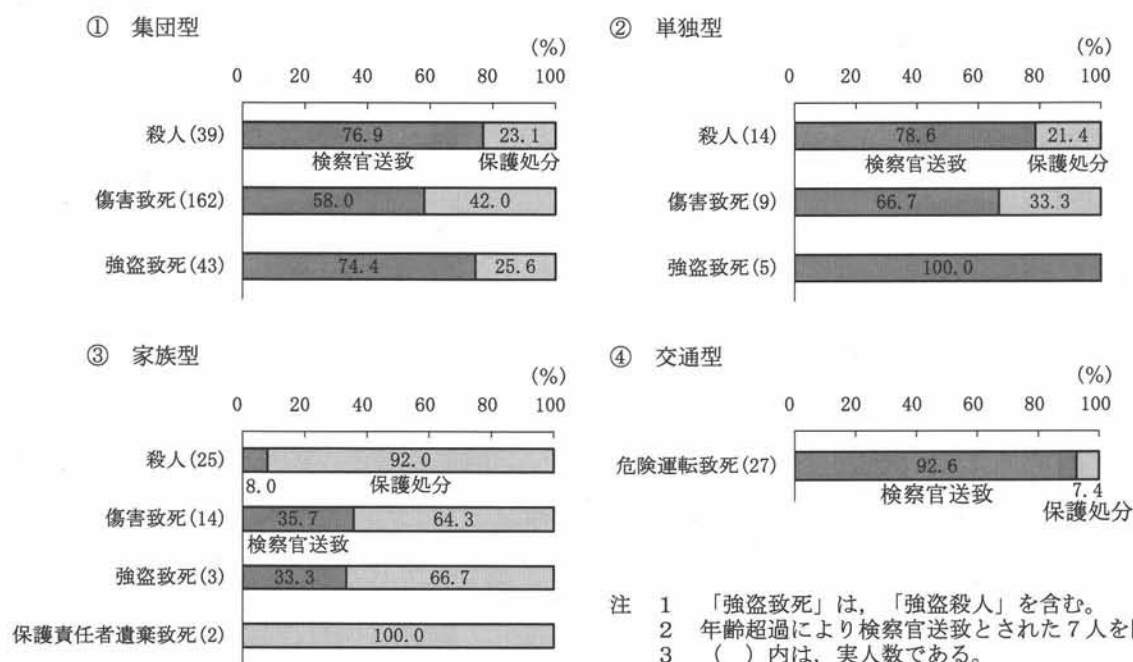 ① 集団型
(%)
0 20 40 60 80 100
殺人(39) 76.9 23.1
検察官送致 保護処分
傷害致死(162) 58.0 42.0
強盗致死(43) 74.4 25.6
② 単独型
(%)
0 20 40 60 80 100
殺人(14) 78.6 21.4
検察官送致 保護処分
傷害致死(9) 66.7 33.3
強盗致死(5) 100.0
③ 家族型
(%)
0 20 40 60 80 100
殺人(25) 92.0
8.0 保護処分
傷害致死(14) 35.7 64.3
検察官送致
強盗致死(3) 33.3 66.7
保護責任者遺棄致死(2) 100.0
④ 交通型
(%)
0 20 40 60 80 100
危険運転致死(27) 92.6
検察官送致 7.4
保護処分
注 1 「強盗致死」は，「強盗殺人」を含む。
2 年齢超過により検察官送致とされた7人を
3 ( )内は，実人数である。